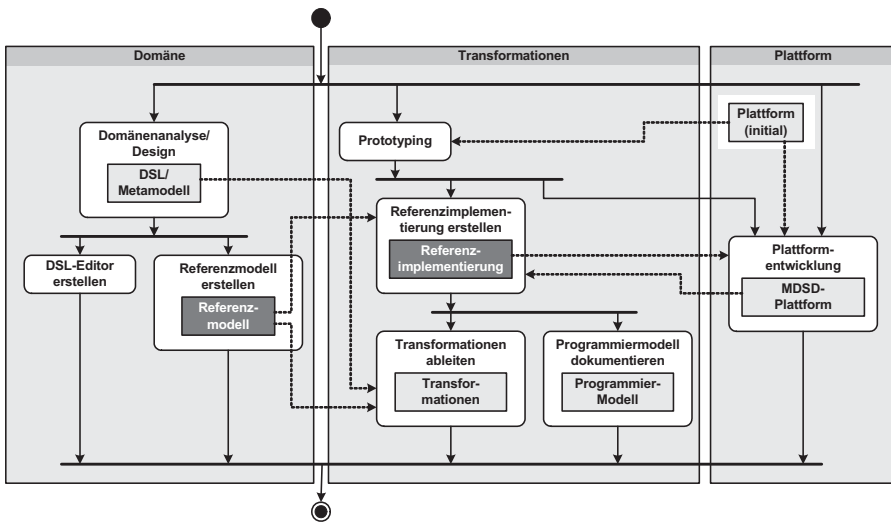 Domäne
Transformationen
Plattform
Domänenanalyse/
Design
DSL/
Metamodell
DSL-Editor
erstellen
Referenzmodell
erstellen
Referenz-
modell
Prototyping
Referenzimplemen-
tierung erstellen
Referenz-
implementierung
Transformationen
ableiten
Transfor-
mationen
Programmiermodell
dokumentieren
Programmier-
Modell
Plattform
(initial)
Plattform-
entwicklung
MDSD-
Plattform